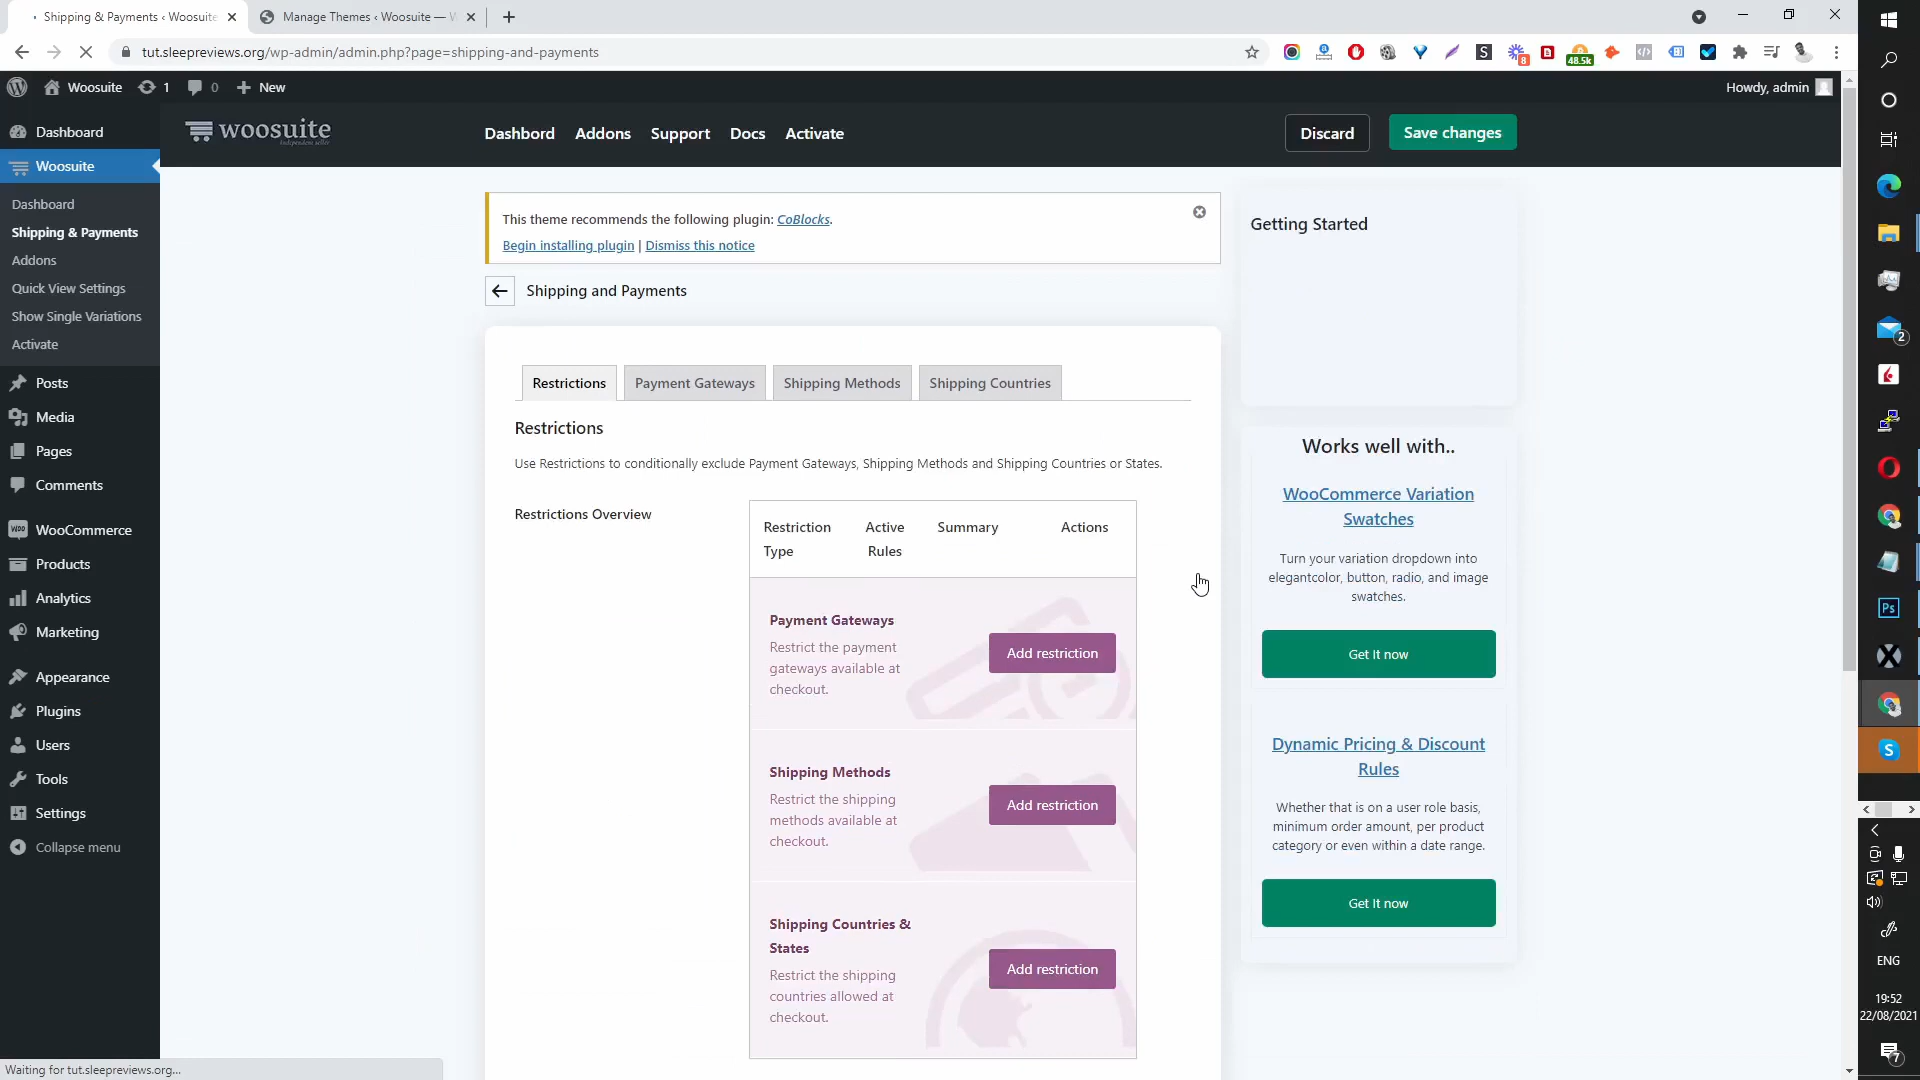 Shipping & Payments ‹ Woosuite
Manage Themes ‹ Woosuite — W
tut.sleepreviews.org/wp-admin/admin.php?page=shipping-and-payments
8
48.5k
Woosuite
1
0
New
Howdy, admin
woosuite
Independent seller
Dashbord
Addons
Support
Docs
Activate
Discard
Save changes
Dashboard
Woosuite
Dashboard
Shipping & Payments
Addons
Quick View Settings
Show Single Variations
Activate
Posts
Media
Pages
Comments
WooCommerce
Products
Analytics
Marketing
Appearance
Plugins
Users
Tools
Settings
Collapse menu
This theme recommends the following plugin: CoBlocks.
Begin installing plugin | Dismiss this notice
Shipping and Payments
Restrictions
Payment Gateways
Shipping Methods
Shipping Countries
Restrictions
Use Restrictions to conditionally exclude Payment Gateways, Shipping Methods and Shipping Countries or States.
Restrictions Overview
Restriction Type
Active Rules
Summary
Actions
Payment Gateways
Restrict the payment
gateways available at
checkout.
Add restriction
Shipping Methods
Restrict the shipping
methods available at
checkout.
Add restriction
Shipping Countries &
States
Restrict the shipping
countries allowed at
checkout.
Add restriction
Getting Started
Works well with..
WooCommerce Variation
Swatches
Turn your variation dropdown into
elegantcolor, button, radio, and image
swatches.
Get It now
Dynamic Pricing & Discount
Rules
Whether that is on a user role basis,
minimum order amount, per product
category or even within a date range.
Get It now
Waiting for tut.sleepreviews.org...
2
Ps
S
ENG
19:52
22/08/2021
7